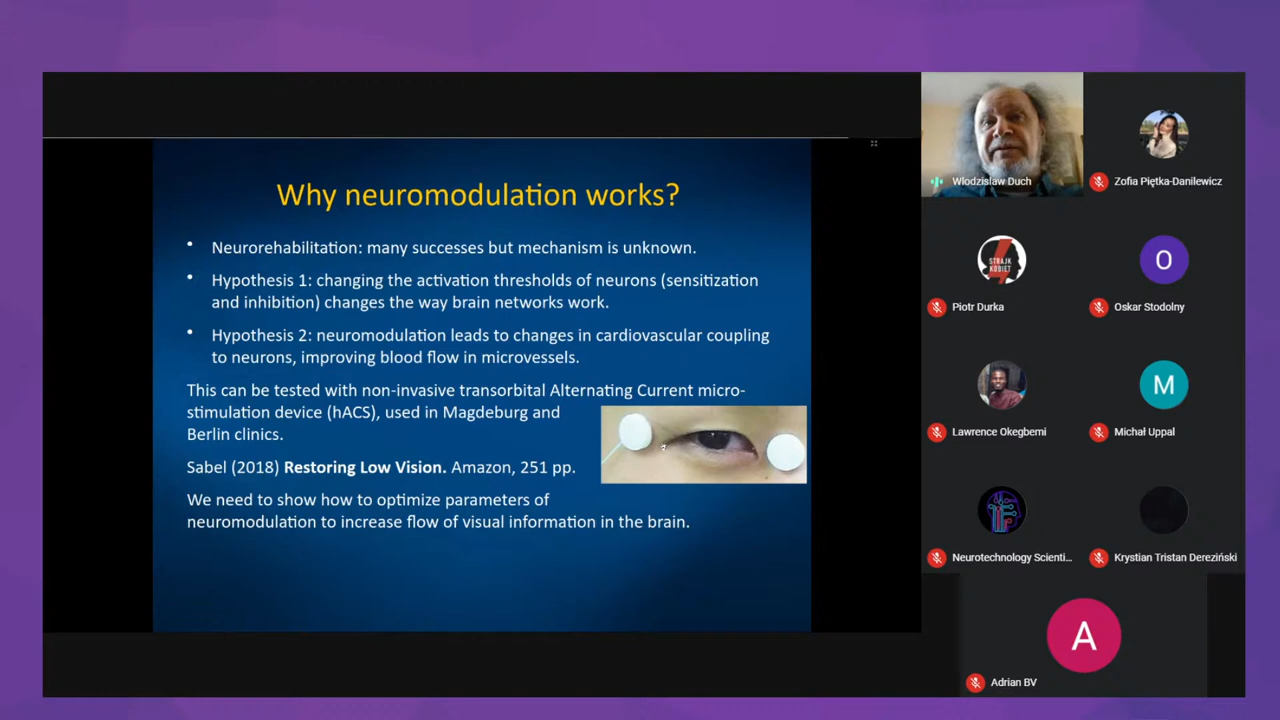 Why neuromodulation works?
• Neurorehabilitation: many successes but mechanism is unknown.
• Hypothesis 1: changing the activation thresholds of neurons (sensitization
and inhibition) changes the way brain networks work.
• Hypothesis 2: neuromodulation leads to changes in cardiovascular coupling
to neurons, improving blood flow in microvessels.
This can be tested with non-invasive transorbital Alternating Current micro-
stimulation device (hACS), used in Magdeburg and
Berlin clinics.
Sabel (2018) Restoring Low Vision. Amazon, 251 pp.
We need to show how to optimize parameters of
neuromodulation to increase flow of visual information in the brain.
Wlodzislaw Duch
Zofia Piętka-Danilewicz
STRAJK
KOBIET
O
Piotr Durka
Oskar Stodolny
M
Lawrence Okegbemi
Michał Uppal
Neurotechnology Scienti...
Krystian Tristan Dereziński
A
Adrian BV